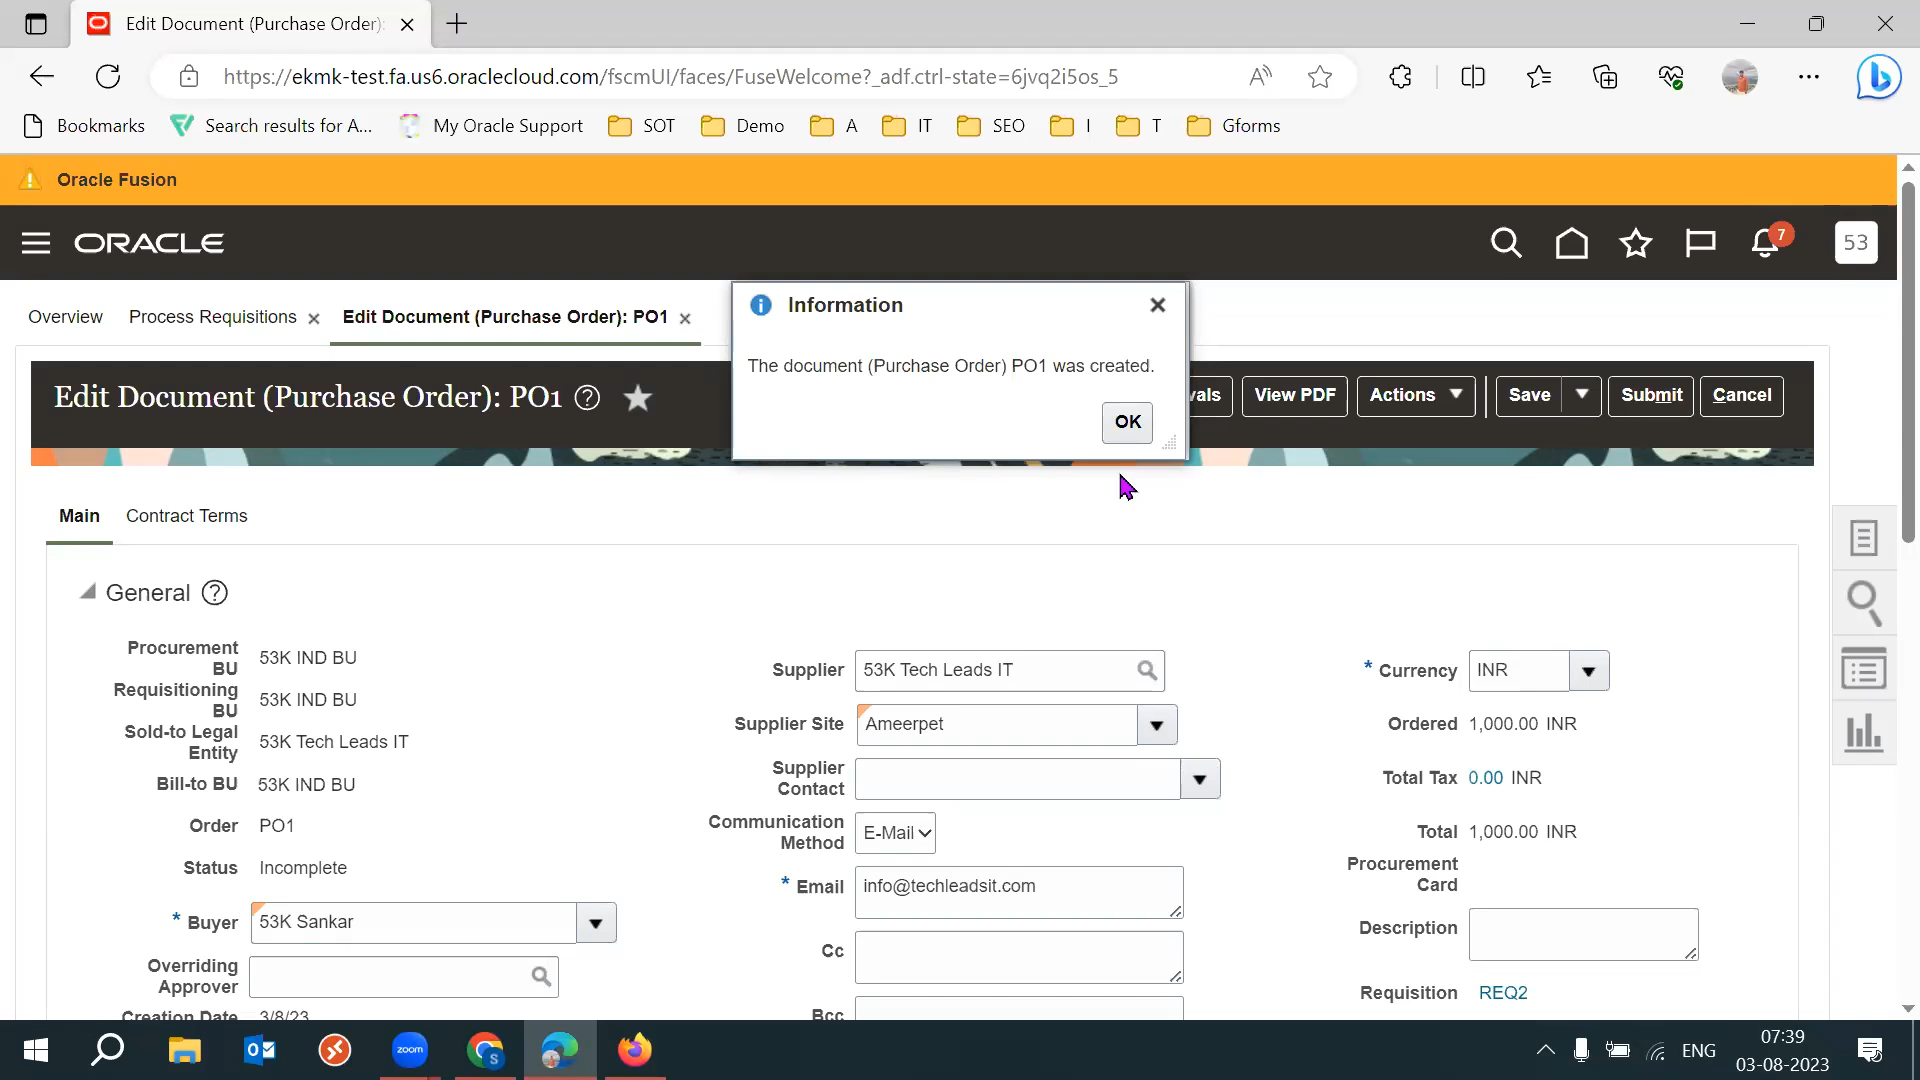 Edit Document (Purchase Order):
https://ekmk-test.fa.us6.oraclecloud.com/fscmUI/faces/FuseWelcome?_adf.ctrl-state=6jvq2i5os_5
Bookmarks Search results for A... My Oracle Support SOT Demo A IT SEO I T Gforms
Oracle Fusion
ORACLE 7 53
Overview Process Requisitions Edit Document (Purchase Order): PO1
Information
The document (Purchase Order) PO1 was created.
OK
Edit Document (Purchase Order): PO1 vals View PDF Actions Save Submit Cancel
Main Contract Terms
General
Procurement BU 53K IND BU
Requisitioning BU 53K IND BU
Sold-to Legal Entity 53K Tech Leads IT
Bill-to BU 53K IND BU
Order PO1
Status Incomplete
* Buyer 53K Sankar
Overriding Approver
Creation Date 3/8/23
Supplier 53K Tech Leads IT
Supplier Site Ameerpet
Supplier Contact
Communication Method E-Mail
* Email info@techleadsit.com
Cc
Bcc
* Currency INR
Ordered 1,000.00 INR
Total Tax 0.00 INR
Total 1,000.00 INR
Procurement Card
Description
Requisition REQ2
zoom S ENG 07:39
03-08-2023